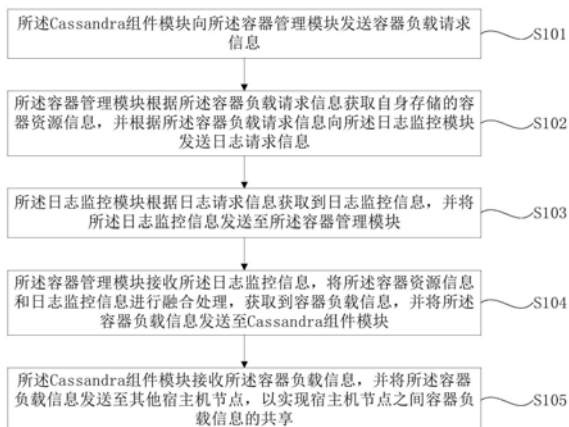 所述Cassandra组件模块向所述容器管理模块发送容器负载请求
信息
S101
所述容器管理模块根据所述容器负载请求信息获取自身存储的容
器资源信息，并根据所述容器负载请求信息向所述日志监控模块
发送日志请求信息
S102
所述日志监控模块根据日志请求信息获取到日志监控信息，并将
所述日志监控信息发送至所述容器管理模块
S103
所述容器管理模块接收所述日志监控信息，将所述容器资源信息
和日志监控信息进行融合处理，获取到容器负载信息，并将所述
容器负载信息发送至Cassandra组件模块
S104
所述Cassandra组件模块接收所述容器负载信息，并将所述容器
负载信息发送至其他宿主机节点，以实现宿主机节点之间容器负
载信息的共享
S105